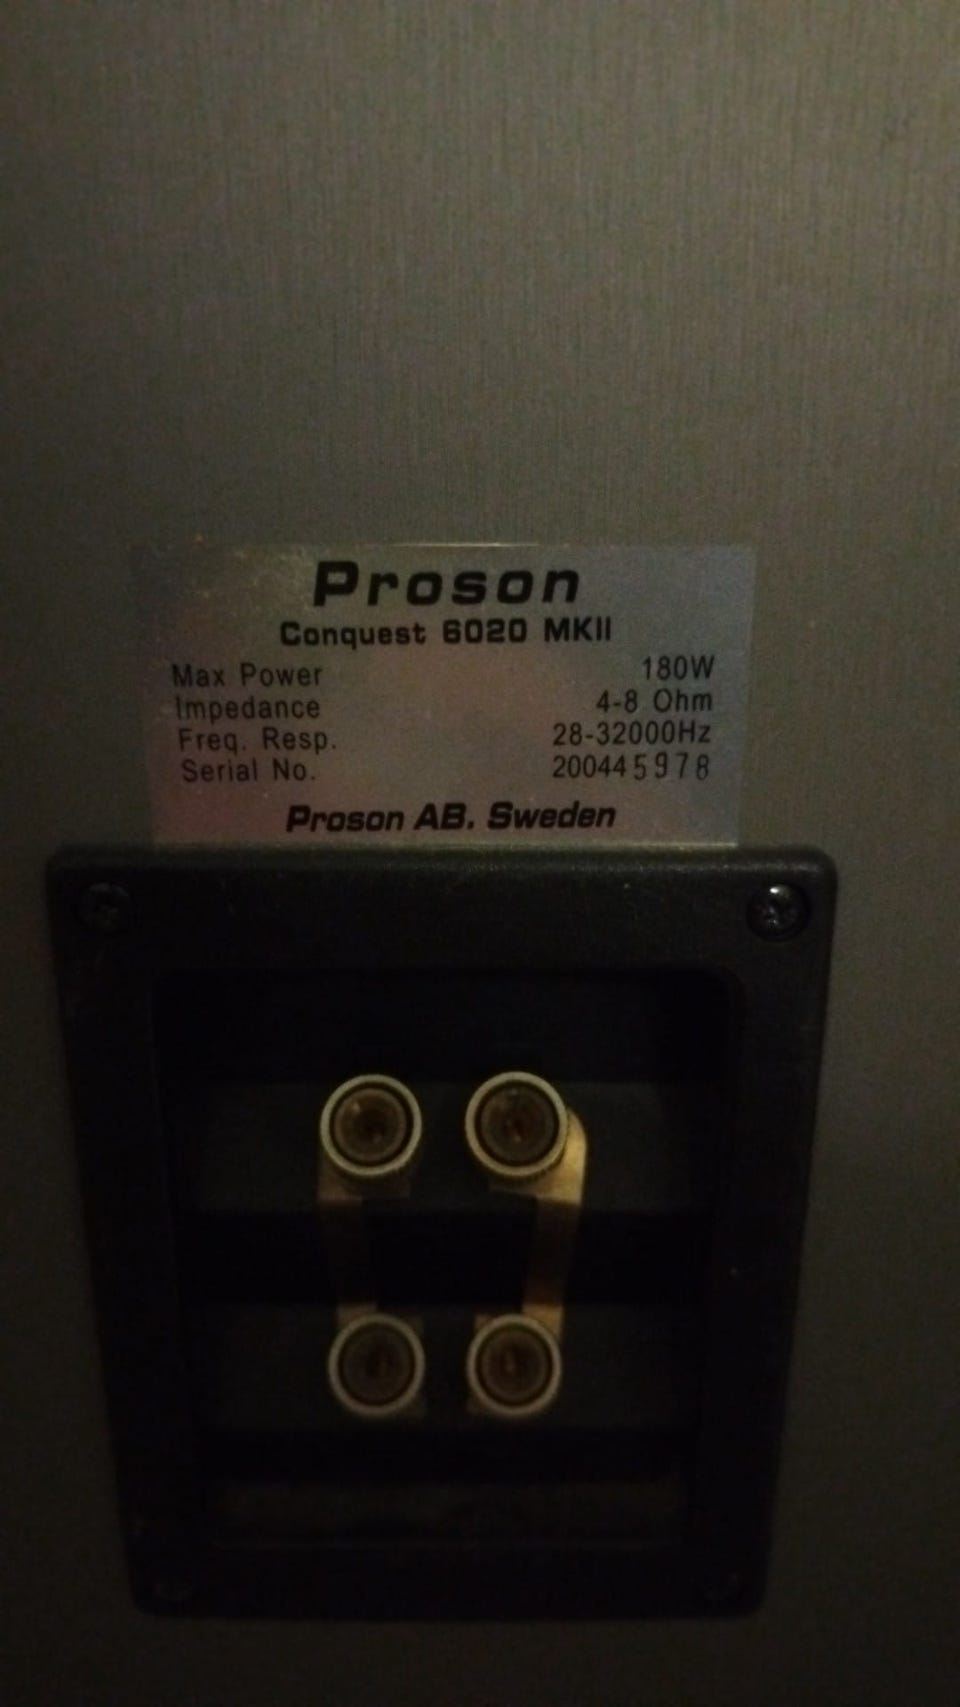 Proson
Conquest 6020 MKII
Max Power 180W
Impedance 4-8 Ohm
Freq. Resp. 28-32000Hz
Serial No. 200445978
Proson AB. Sweden